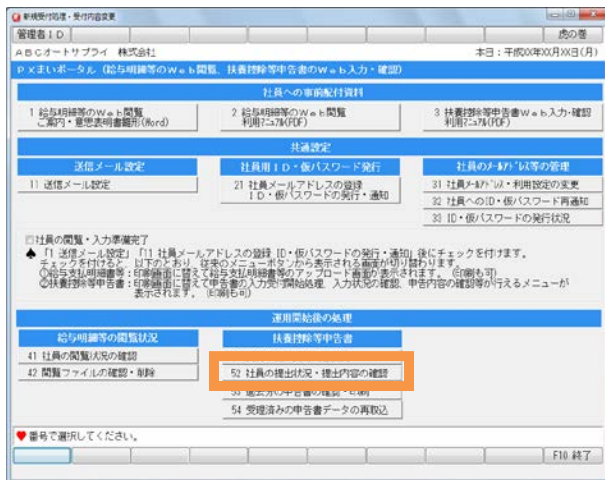 新規受付処理・受付内容変更
管理者ID
虎の巻
ABCオートサプライ 株式会社
本日:平成XX年XX月XX日(月)
PXまいポータル(給与明細等のWeb閲覧、扶養控除等申告書のWeb入力・確認)
社員への事前配付資料
1 給与明細等のWeb閲覧
ご案内・意思表明書雛形(Word)
2 給与明細等のWeb閲覧
利用マニュアル(PDF)
3 扶養控除等申告書Web入力・確認
利用マニュアル(PDF)
共通設定
送信メール設定
社員用ID・仮パスワード発行
社員のメールアドレス等の管理
11 送信メール設定
21 社員メールアドレスの登録
ID・仮パスワードの発行・通知
31 社員メールアドレス・利用設定の変更
32 社員へのID・仮パスワード再通知
33 ID・仮パスワードの発行状況
社員の閲覧・入力準備完了
♠「11 送信メール設定」「11 社員メールアドレスの登録 ID・仮パスワードの発行・通知」後にチェックを付けます。
チェックを付けると、以下のとおり、従来のメニューボタンから表示される画面が切り替わります。
①給与支払明細書等:印刷画面に替えて給与支払明細書等のアップロード画面が表示されます。(印刷も可)
②扶養控除等申告書:印刷画面に替えて申告書の入力受付開始処理、入力状況の確認、申告内容の確認等が行えるメニューが
表示されます。(印刷も可)
運用開始後の処理
給与明細等の閲覧状況
扶養控除等申告書
41 社員の閲覧状況の確認
42 閲覧ファイルの確認・削除
52 社員の提出状況・提出内容の確認
53 過去分の申告書の確認・印刷
54 受理済みの申告書データの再取込
♥番号で選択してください。
F10 終了